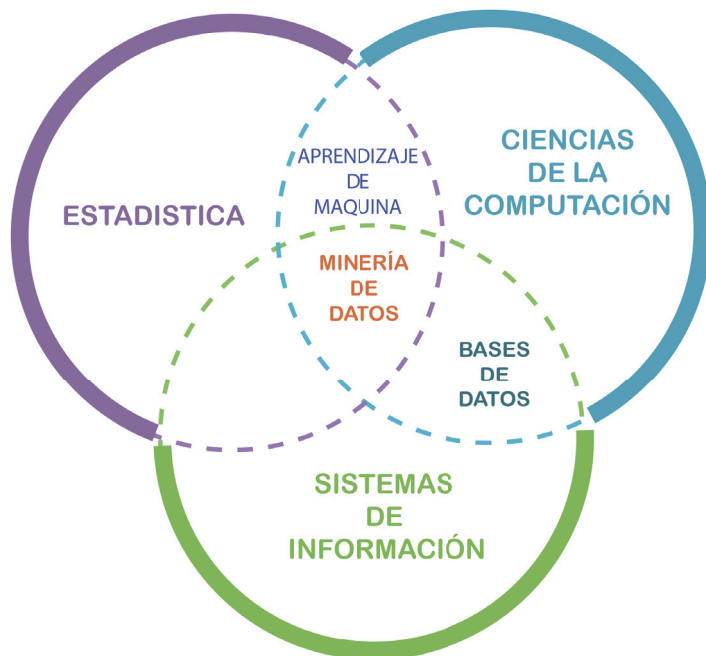 APRENDIZAJE
DE
MAQUINA
CIENCIAS
DE LA
COMPUTACIÓN
ESTADISTICA
MINERÍA
DE
DATOS
BASES
DE
DATOS
SISTEMAS
DE
INFORMACIÓN